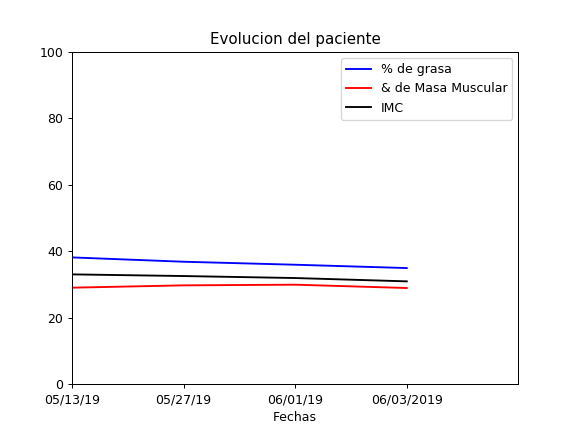 Evolucion del paciente
% de grasa
& de Masa Muscular
IMC
100
80
60
40
20
0
05/13/19 05/27/19 06/01/19 06/03/2019
Fechas